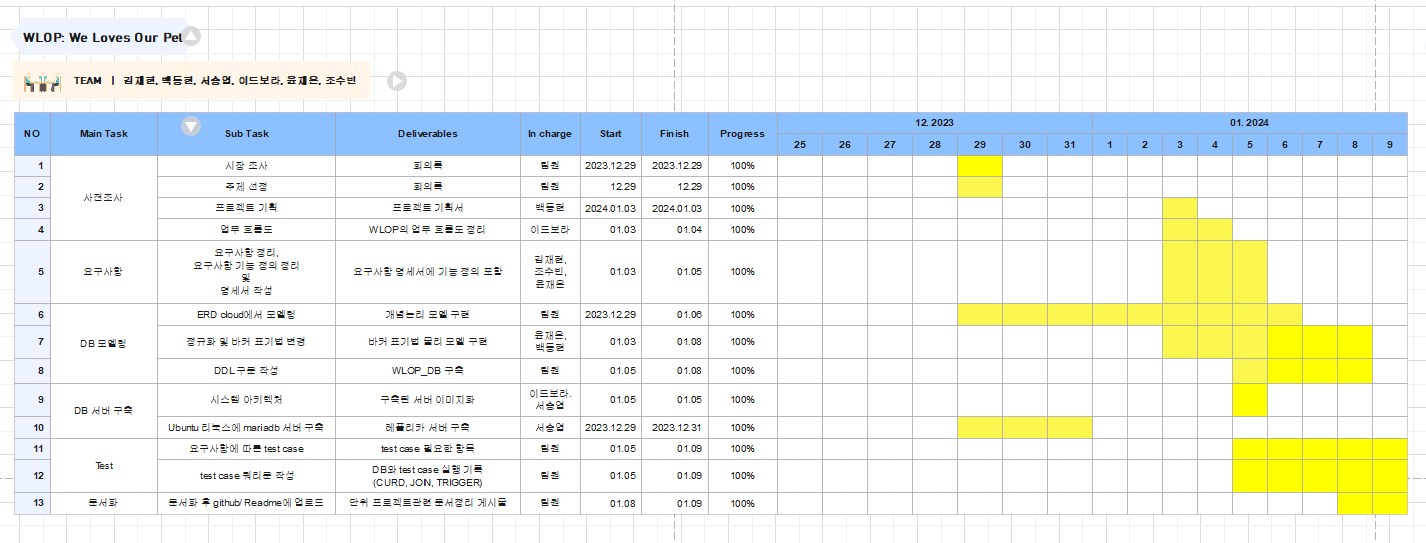 WLOP: We Loves Our Pet
TEAM | 김재현, 백동현, 서승엽, 이드보라, 윤재은, 조수빈
NO Main Task Sub Task Deliverables In charge Start Finish Progress 12. 2023 01. 2024
25 26 27 28 29 30 31 1 2 3 4 5 6 7 8 9
사전조사
1 시장 조사 회의록 팀원 2023.12.29 2023.12.29 100%
2 주제 선정 회의록 팀원 12.29 12.29 100%
3 프로젝트 기획 프로젝트 기획서 백동현 2024.01.03 2024.01.03 100%
4 업무 흐름도 WLOP의 업무 흐름도 정리 이드보라 01.03 01.04 100%
요구사항
요구사항 정리,
요구사항 기능 정의 정리
및
명세서 작성
5 요구사항 명세서에 기능 정의 포함
김재현,
조수빈,
윤재은
01.03 01.05 100%
DB 모델링
6 ERD cloud에서 모델링 개념논리 모델 구현 팀원 2023.12.29 01.06 100%
7 정규화 및 바커 표기법 변경 바커 표기법 물리 모델 구현
윤재은,
백동현
01.03 01.08 100%
8 DDL 구문 작성 WLOP_DB 구축 팀원 01.05 01.08 100%
DB 서버 구축
9 시스템 아키텍처 구축된 서버 이미지화
이드보라,
서승엽
01.05 01.05 100%
10 Ubuntu 리눅스에 mariadb 서버 구축 레플리카 서버 구축 서승엽 2023.12.29 2023.12.31 100%
Test
11 요구사항에 따른 test case test case 필요한 항목 팀원 01.05 01.09 100%
12 test case 쿼리문 작성
DB와 test case 실행 기록
(CURD, JOIN, TRIGGER)
팀원 01.05 01.09 100%
13 문서화 문서화 후 github/ Readme에 업로드 단위 프로젝트관련 문서정리 게시물 팀원 01.08 01.09 100%